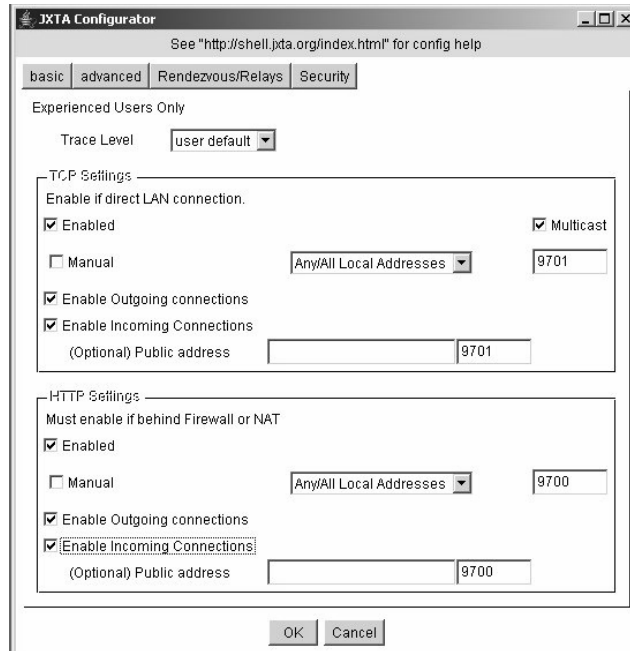 JXTA Configurator
See "http://shell.jxta.org/index.html" for config help
basic advanced Rendezvous/Relays Security
Experienced Users Only
Trace Level user default
TCP Settings
Enable if direct LAN connection.
Enabled Multicast
Manual Any/All Local Addresses 9701
Enable Outgoing connections
Enable Incoming Connections
(Optional) Public address 9701
HTTP Settings
Must enable if behind Firewall or NAT
Enabled
Manual Any/All Local Addresses 9700
Enable Outgoing connections
Enable Incoming Connections
(Optional) Public address 9700
OK Cancel